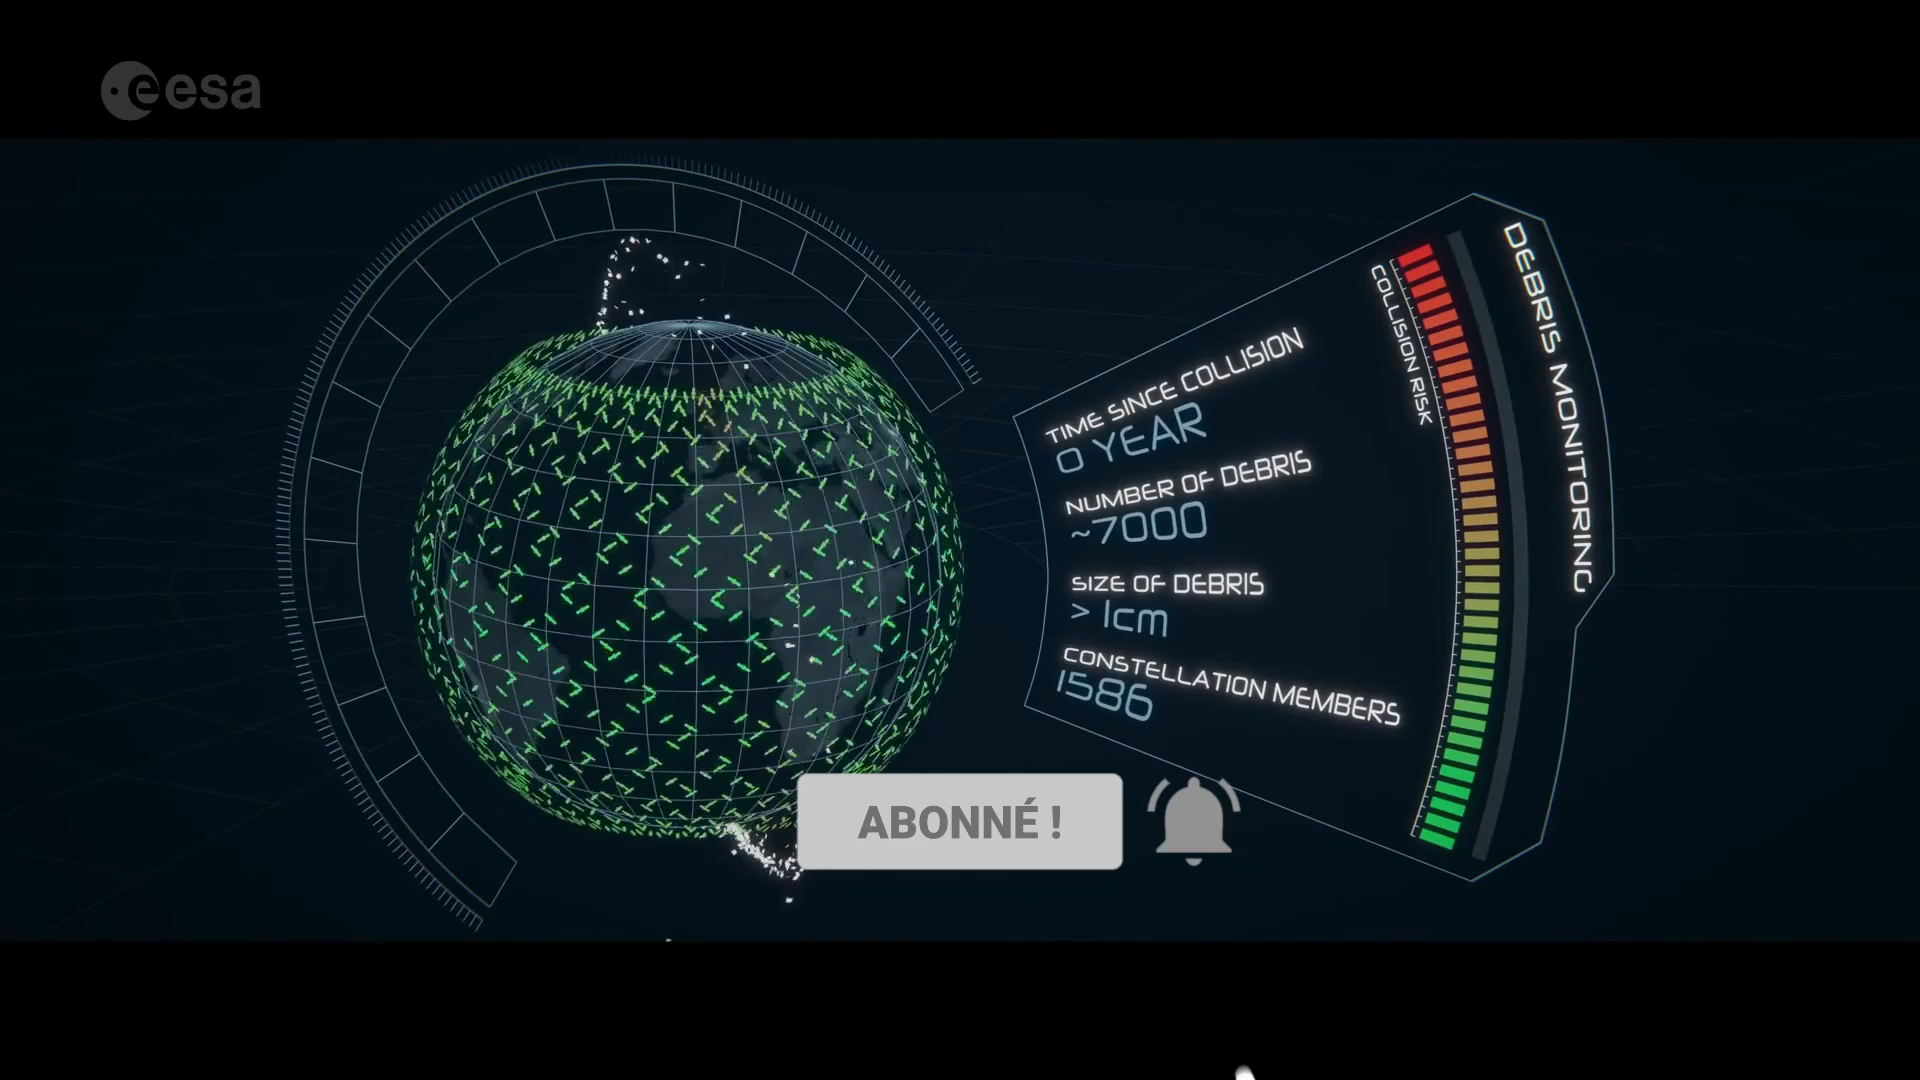 esa
DEBRIS MONITORING
COLLISION RISK
TIME SINCE COLLISION
0 YEAR
NUMBER OF DEBRIS
~7000
SIZE OF DEBRIS
> 1cm
CONSTELLATION MEMBERS
1586
ABONNÉ !